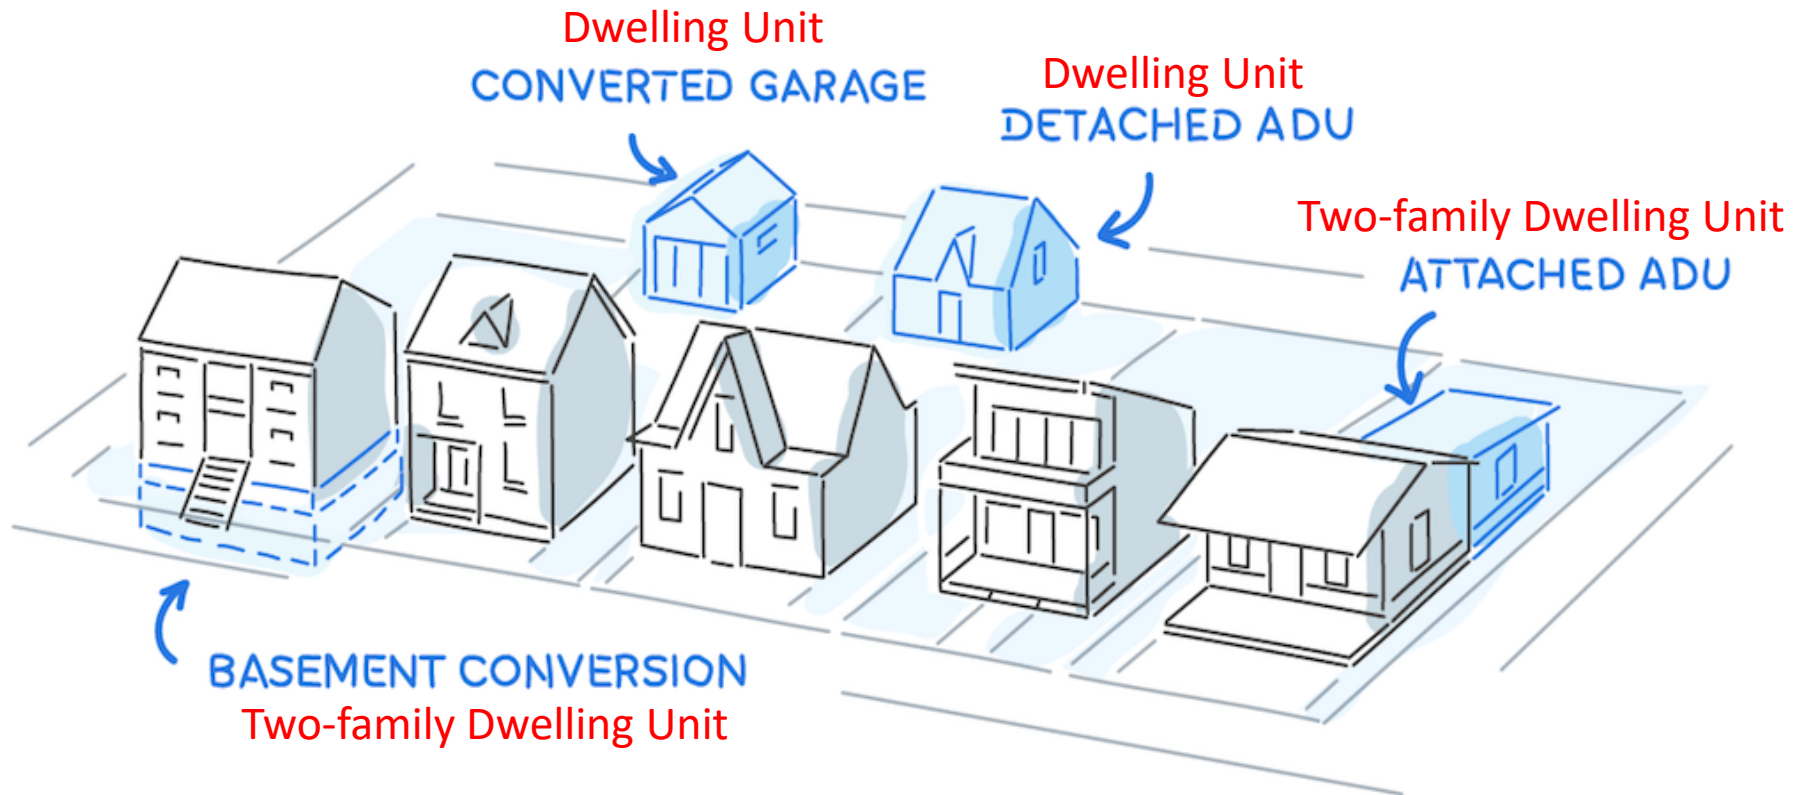 Dwelling Unit
CONVERTED GARAGE
Dwelling Unit
DETACHED ADU
Two-family Dwelling Unit
ATTACHED ADU
BASEMENT CONVERSION
Two-family Dwelling Unit